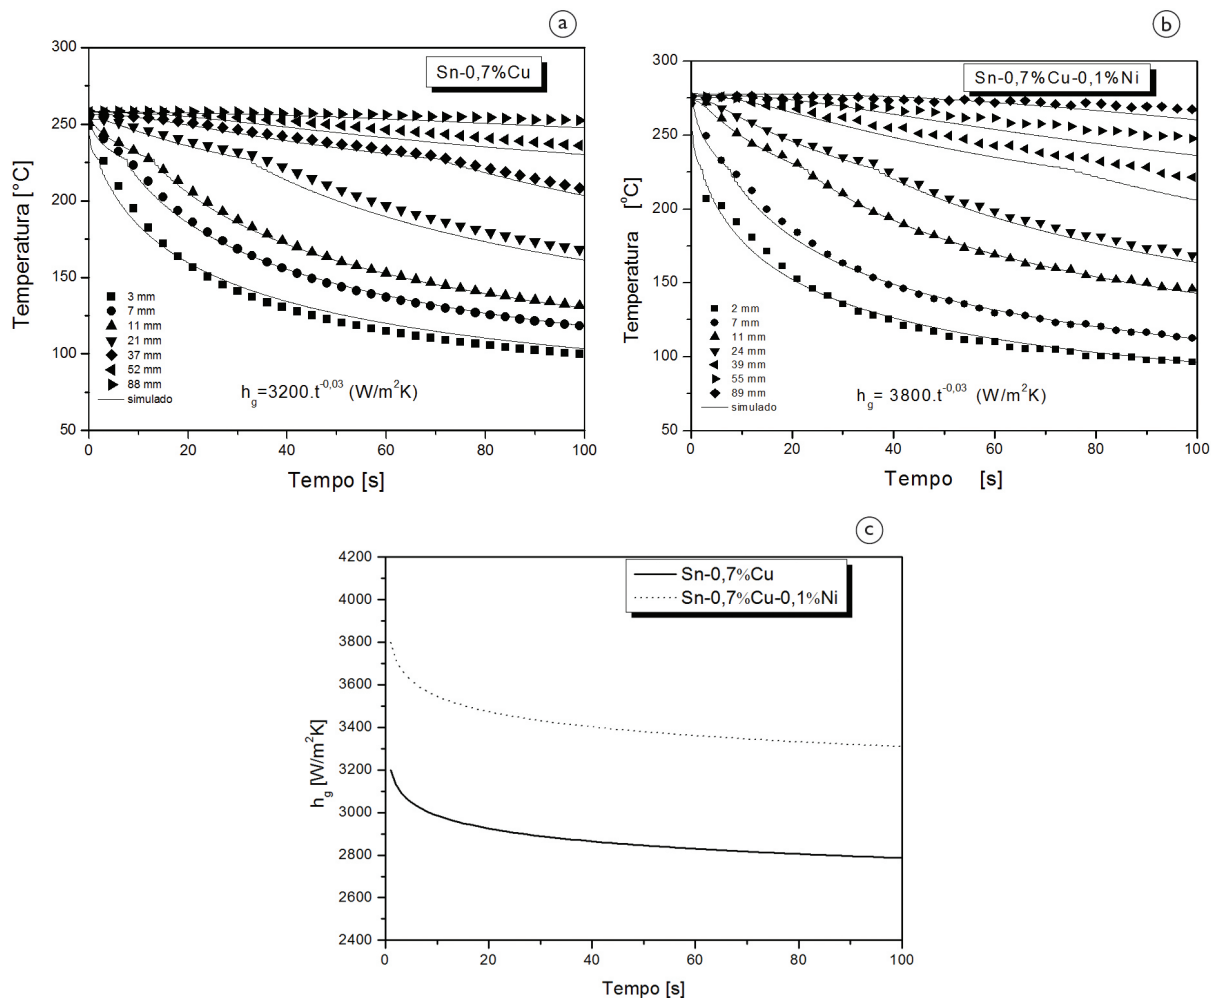 a
Sn-0,7%Cu
300
250
200
150
100
50
Temperatura [°C]
3 mm
7 mm
11 mm
21 mm
37 mm
52 mm
88 mm
simulado
h_g=3200.t^-0,03 (W/m²K)
0 20 40 60 80 100
Tempo [s]
b
Sn-0,7%Cu-0,1%Ni
300
250
200
150
100
50
Temperatura [°C]
2 mm
7 mm
11 mm
24 mm
39 mm
55 mm
89 mm
simulado
h_g= 3800.t^-0,03 (W/m²K)
0 20 40 60 80 100
Tempo [s]
c
Sn-0,7%Cu
Sn-0,7%Cu-0,1%Ni
4200
4000
3800
3600
3400
3200
3000
2800
2600
2400
h_g [W/m²K]
0 20 40 60 80 100
Tempo [s]